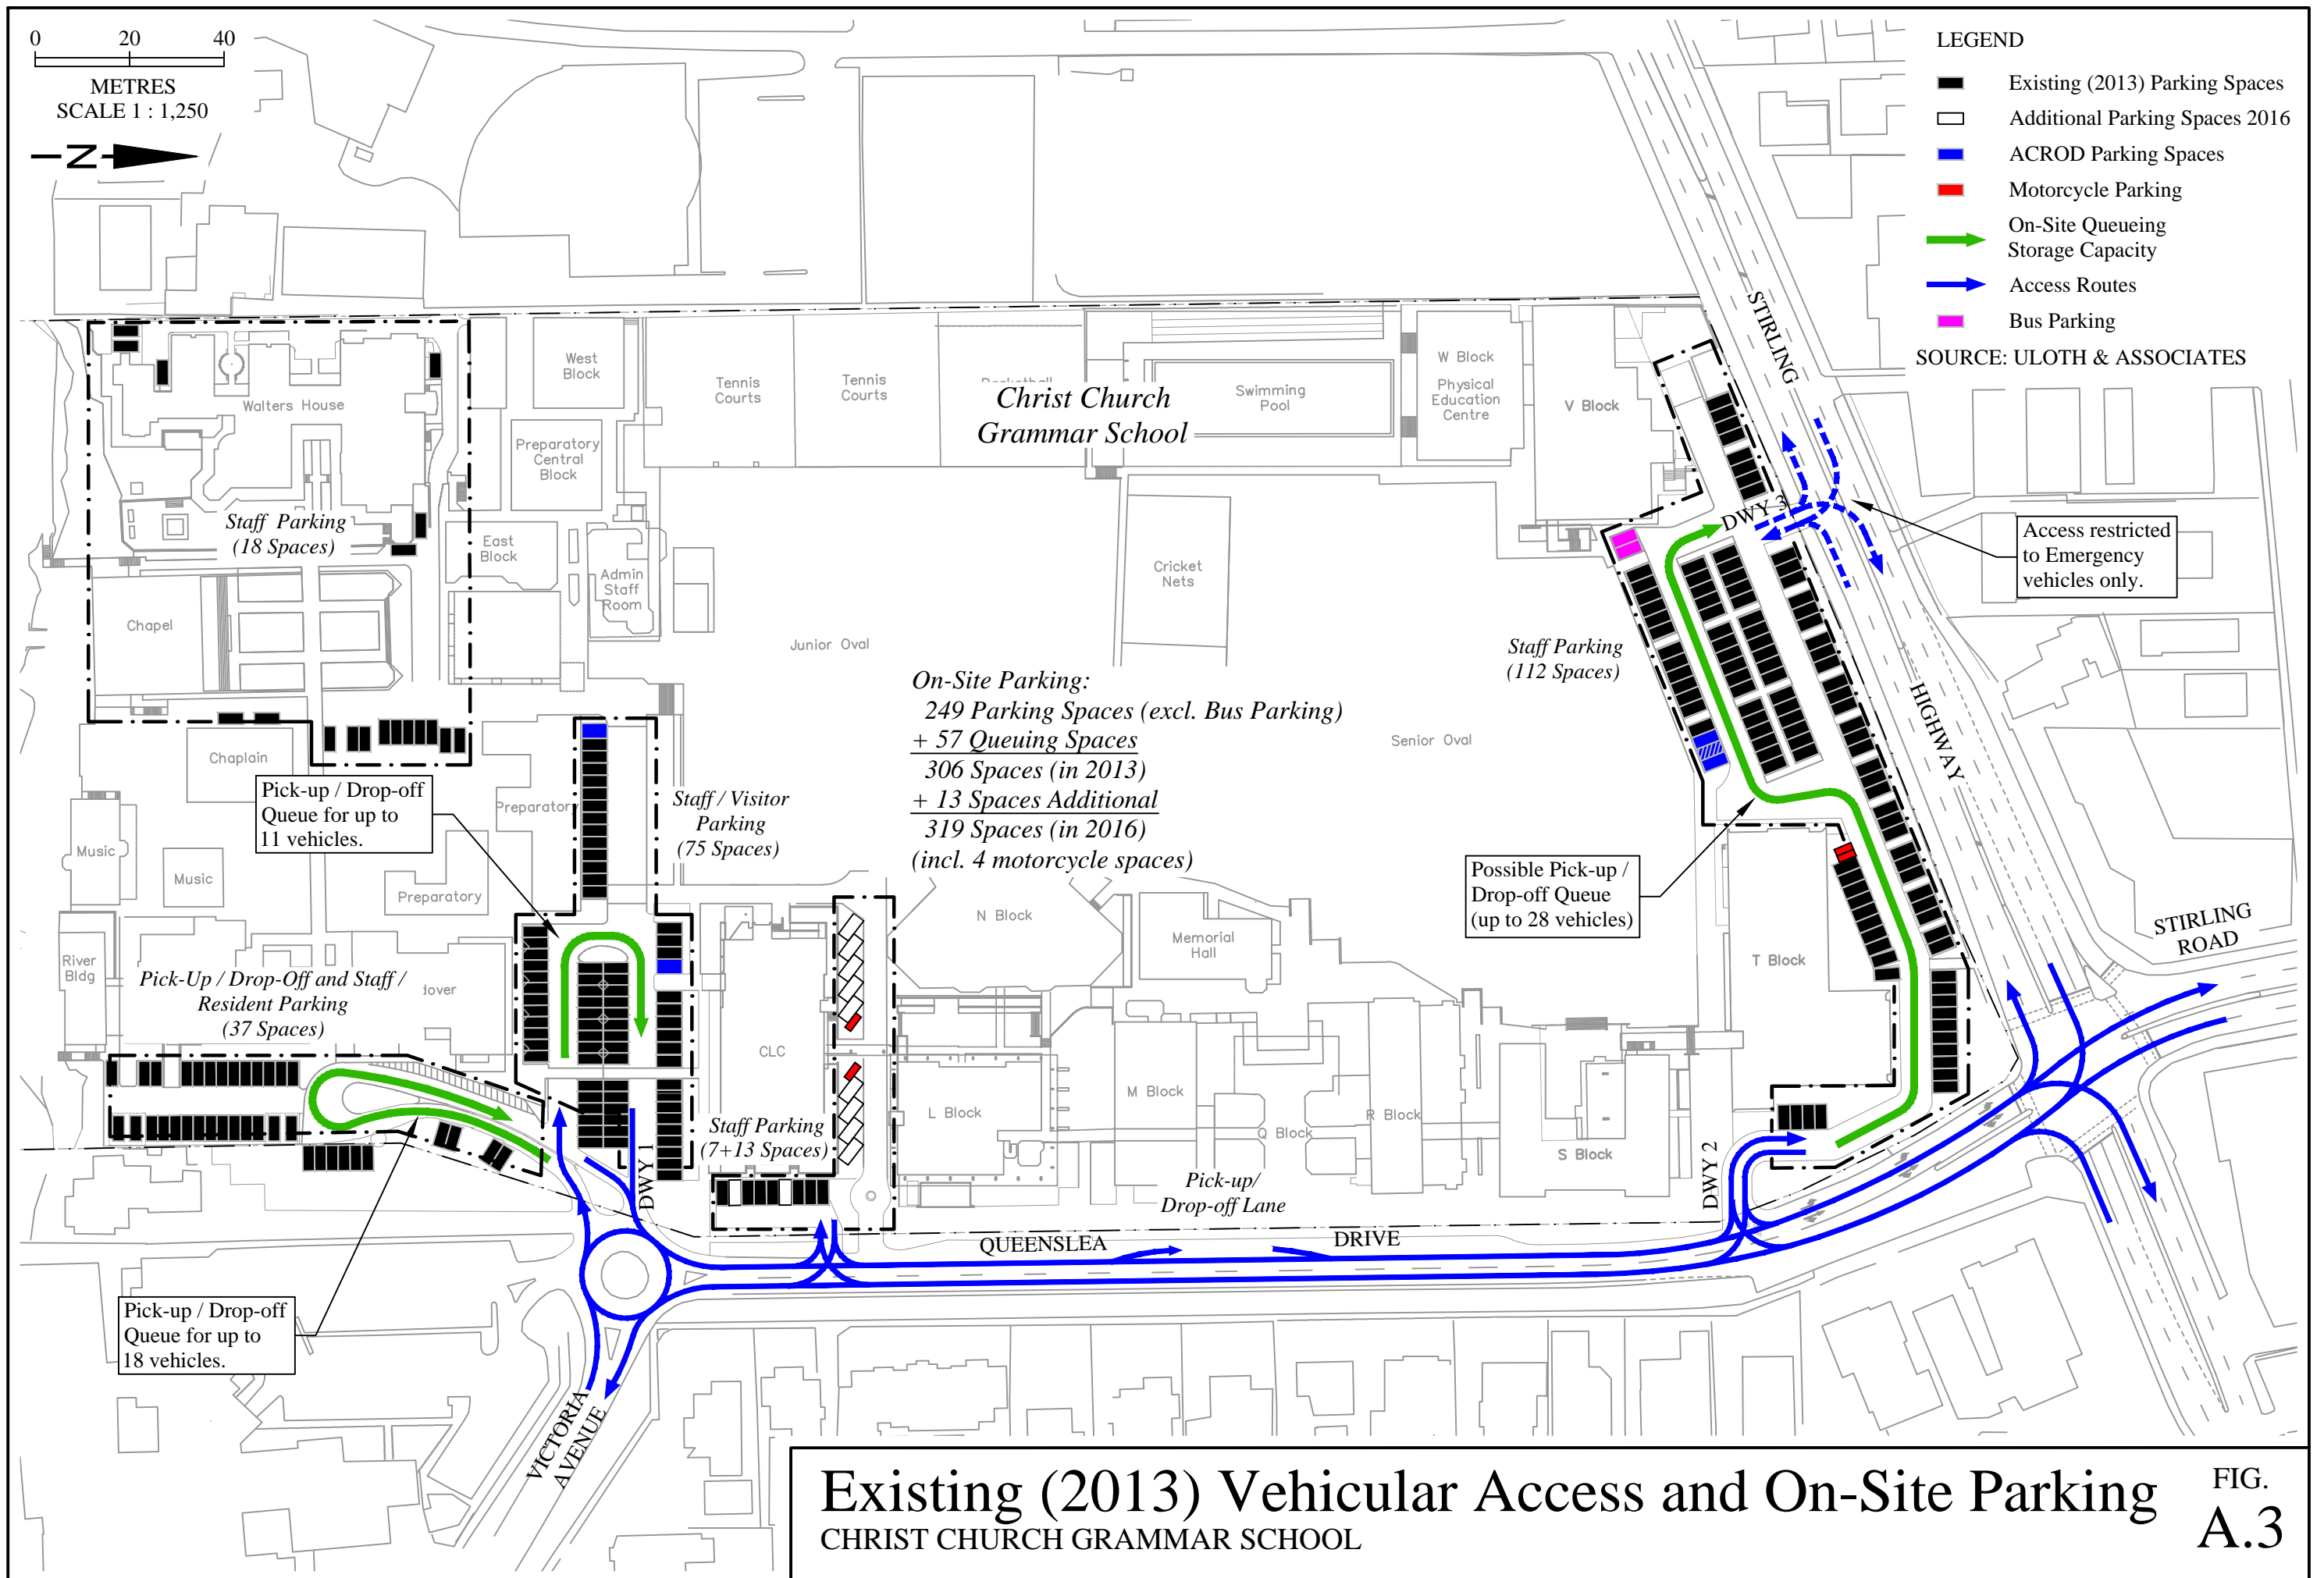 0 20 40
METRES
SCALE 1 : 1,250
N
LEGEND
Existing (2013) Parking Spaces
Additional Parking Spaces 2016
ACROD Parking Spaces
Motorcycle Parking
On-Site Queueing
Storage Capacity
Access Routes
Bus Parking
SOURCE: ULOTH & ASSOCIATES
STIRLING
HIGHWAY
West
Block
Walters House
Tennis
Courts
Tennis
Courts
Christ Church
Grammar School
Swimming
Pool
W Block
Physical
Education
Centre
V Block
Preparatory
Central
Block
Staff Parking
(18 Spaces)
East
Block
Admin
Staff
Room
Cricket
Nets
DWY 3
Access restricted
to Emergency
vehicles only.
Chapel
Junior Oval
Staff Parking
(112 Spaces)
On-Site Parking:
249 Parking Spaces (excl. Bus Parking)
+ 57 Queuing Spaces
306 Spaces (in 2013)
+ 13 Spaces Additional
319 Spaces (in 2016)
(incl. 4 motorcycle spaces)
Senior Oval
Chaplain
Pick-up / Drop-off
Queue for up to
11 vehicles.
Preparatory
Staff / Visitor
Parking
(75 Spaces)
Music
Music
Preparatory
Possible Pick-up /
Drop-off Queue
(up to 28 vehicles)
N Block
Memorial
Hall
T Block
STIRLING
ROAD
River
Bldg
Pick-Up / Drop-Off and Staff /
Resident Parking
(37 Spaces)
CLC
L Block
M Block
Q Block
R Block
S Block
Staff Parking
(7+13 Spaces)
DWY 1
DWY 2
Pick-up/
Drop-off Lane
QUEENSLEA DRIVE
Pick-up / Drop-off
Queue for up to
18 vehicles.
VICTORIA
AVENUE
Existing (2013) Vehicular Access and On-Site Parking
CHRIST CHURCH GRAMMAR SCHOOL
FIG.
A.3